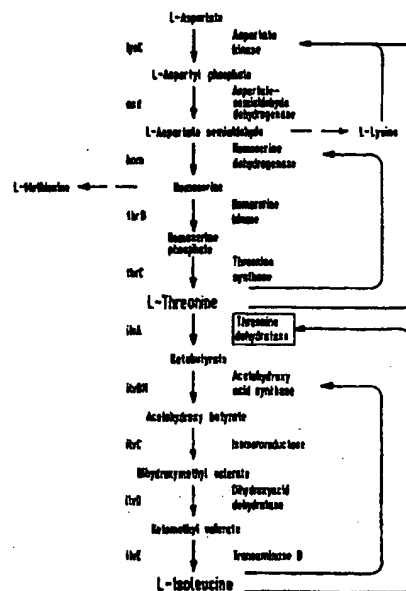 L-Aspartate
lysC
Aspartate
kinase
L-Aspartyl phosphate
asd
Aspartate-
semialdehyde
dehydrogenase
L-Aspartate semialdehyde
L-Lysine
hom
Homoserine
dehydrogenase
L-Methionine
Homoserine
thrB
Homoserine
kinase
Homoserine
phosphate
thrC
Threonine
synthase
L-Threonine
ilvA
Threonine
dehydratase
Ketobutyrate
ilvBN
Acetohydroxy
acid synthase
Acetohydroxy butyrate
ilvC
Isomeroreductase
Dihydroxymethyl valerate
ilvD
Dihydroxyacid
dehydratase
Ketomethyl valerate
ilvE
Transaminase B
L-Isoleucine